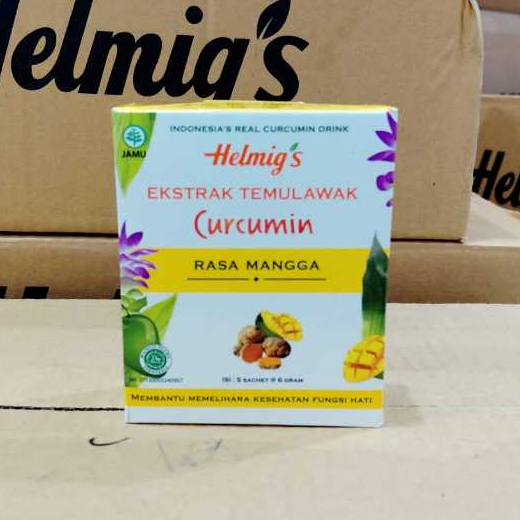 Helmig's
INDONESIA'S REAL CURCUMIN DRINK
JAMU
Helmig's
EKSTRAK TEMULAWAK
Curcumin
RASA MANGGA
ISI : 5 SACHET @ 6 GRAM
MEMBANTU MEMELIHARA KESEHATAN FUNGSI HATI
Hel